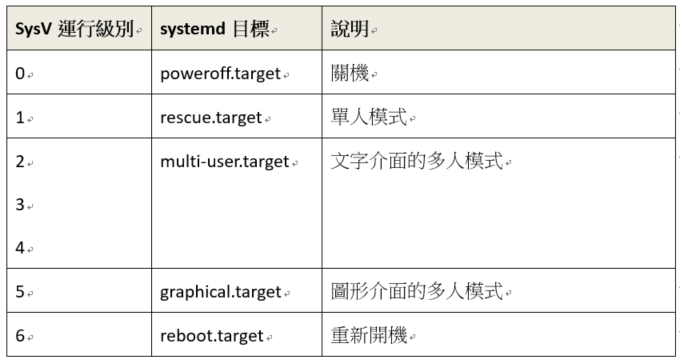 SysV 運行級別 systemd 目標 說明
0 poweroff.target 關機
1 rescue.target 單人模式
2 multi-user.target 文字介面的多人模式
3
4
5 graphical.target 圖形介面的多人模式
6 reboot.target 重新開機